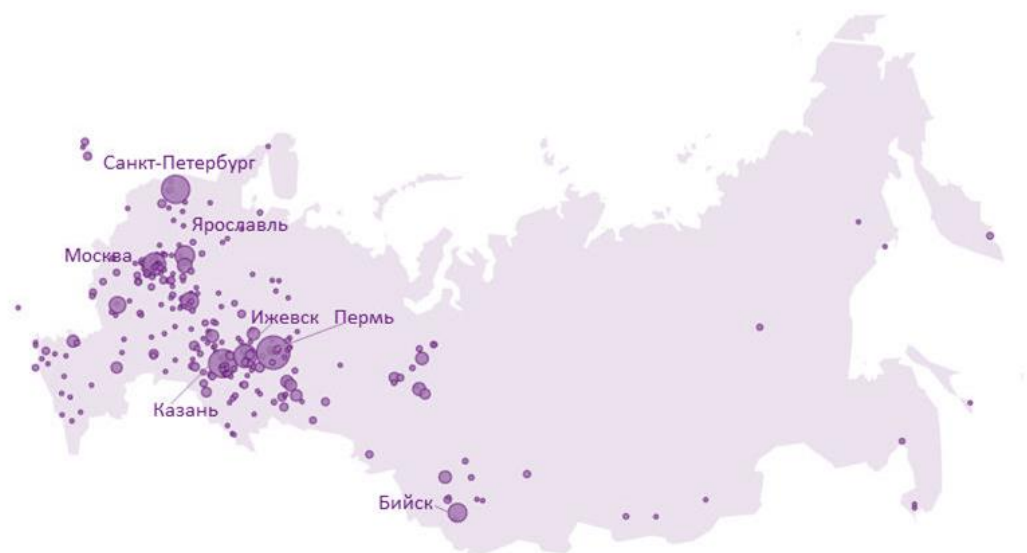 Санкт-Петербург
Ярославль
Москва
Ижевск
Пермь
Казань
Бийск